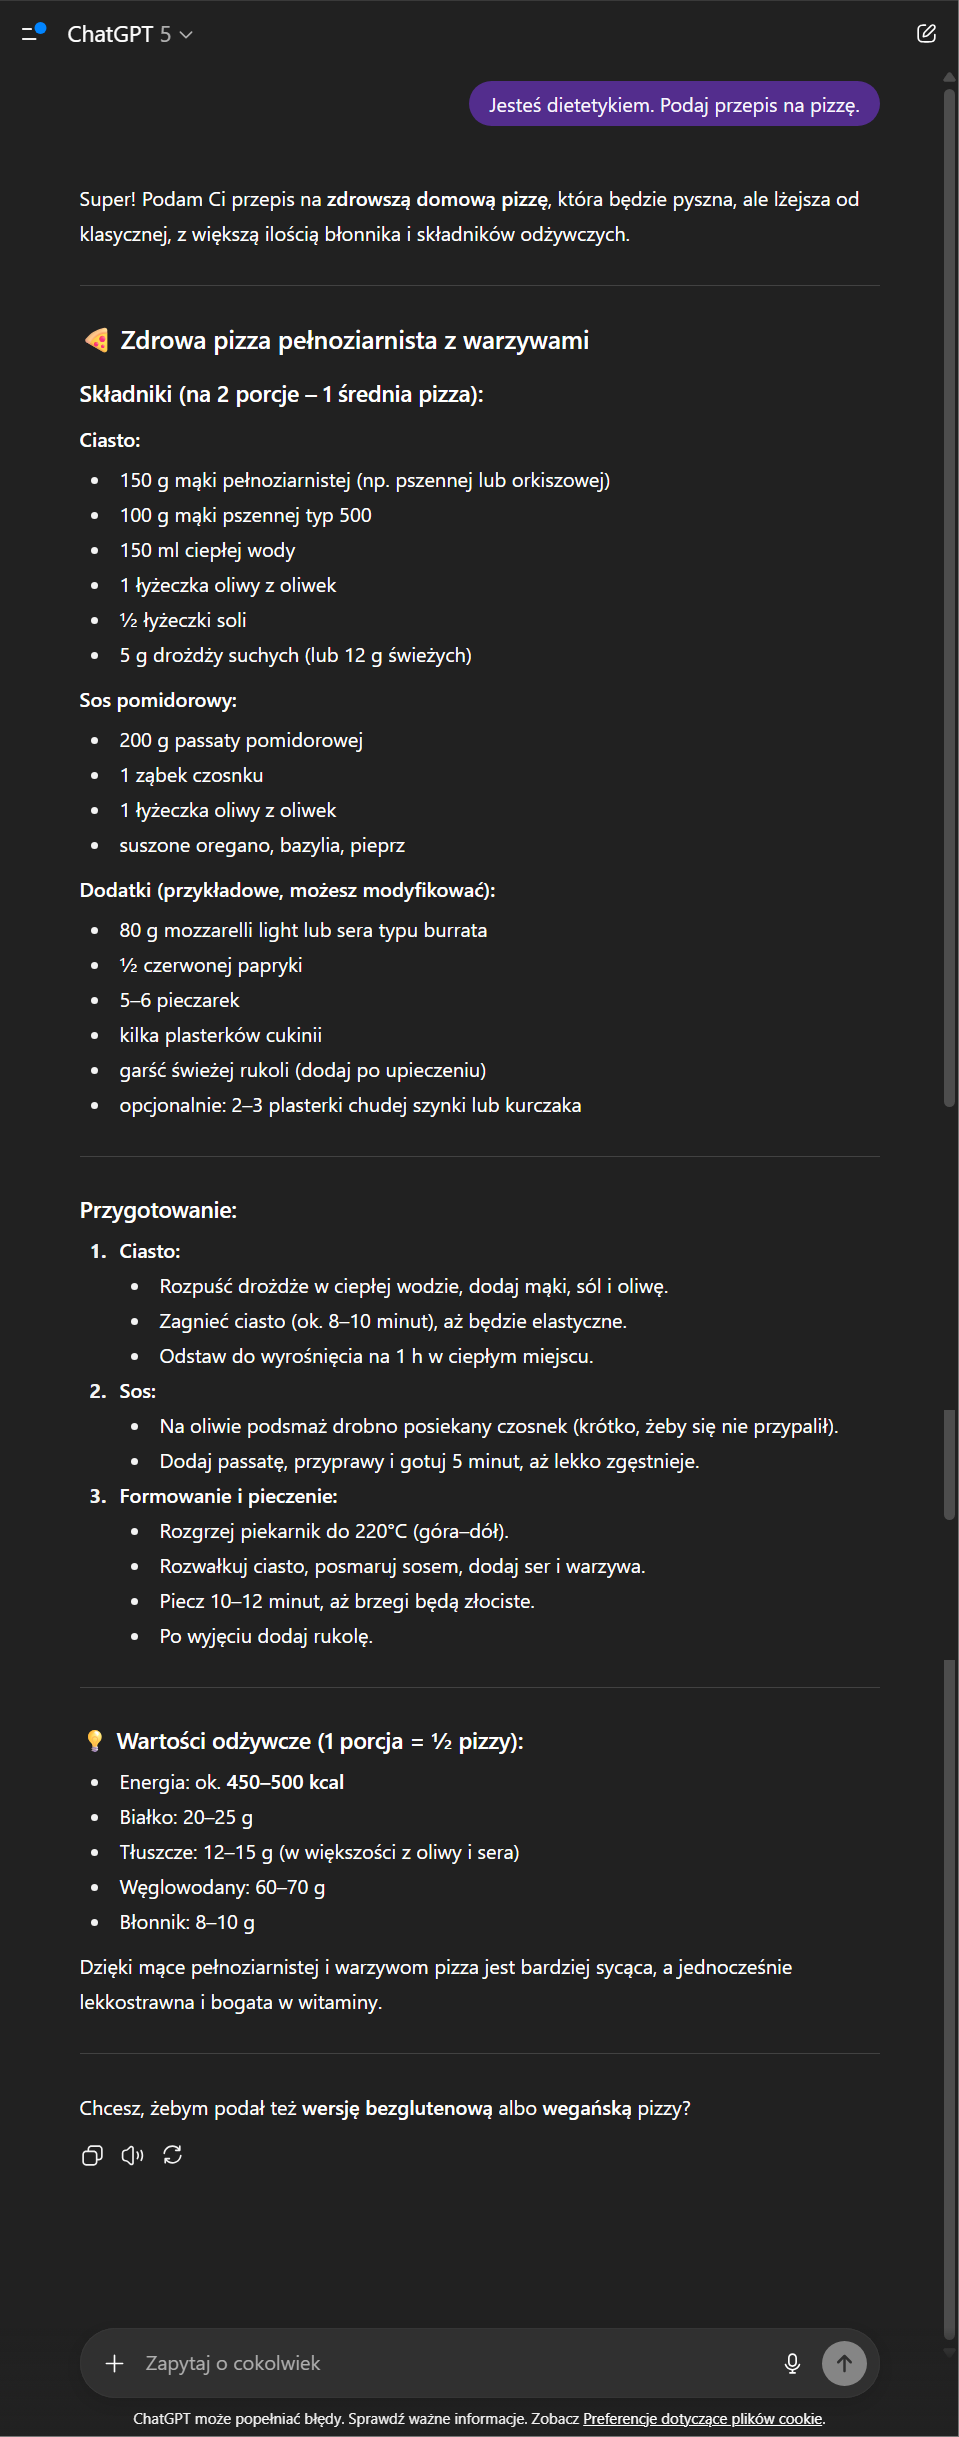 ChatGPT 5
Jesteś dietetykiem. Podaj przepis na pizzę.
Super! Podam Ci przepis na zdrowszą domową pizzę, która będzie pyszna, ale lżejsza od
klasycznej, z większą ilością błonnika i składników odżywczych.
🍕 Zdrowa pizza pełnoziarnista z warzywami
Składniki (na 2 porcje – 1 średnia pizza):
Ciasto:
• 150 g mąki pełnoziarnistej (np. pszennej lub orkiszowej)
• 100 g mąki pszennej typ 500
• 150 ml ciepłej wody
• 1 łyżeczka oliwy z oliwek
• ½ łyżeczki soli
• 5 g drożdży suchych (lub 12 g świeżych)
Sos pomidorowy:
• 200 g passaty pomidorowej
• 1 ząbek czosnku
• 1 łyżeczka oliwy z oliwek
• suszone oregano, bazylia, pieprz
Dodatki (przykładowe, możesz modyfikować):
• 80 g mozzarelli light lub sera typu burrata
• ½ czerwonej papryki
• 5–6 pieczarek
• kilka plasterków cukinii
• garść świeżej rukoli (dodaj po upieczeniu)
• opcjonalnie: 2–3 plasterki chudej szynki lub kurczaka
Przygotowanie:
1. Ciasto:
• Rozpuść drożdże w ciepłej wodzie, dodaj mąki, sól i oliwę.
• Zagnieć ciasto (ok. 8–10 minut), aż będzie elastyczne.
• Odstaw do wyrośnięcia na 1 h w ciepłym miejscu.
2. Sos:
• Na oliwie podsmaż drobno posiekany czosnek (krótko, żeby się nie przypalił).
• Dodaj passatę, przyprawy i gotuj 5 minut, aż lekko zgęstnieje.
3. Formowanie i pieczenie:
• Rozgrzej piekarnik do 220°C (góra–dół).
• Rozwałkuj ciasto, posmaruj sosem, dodaj ser i warzywa.
• Piecz 10–12 minut, aż brzegi będą złociste.
• Po wyjęciu dodaj rukolę.
💡 Wartości odżywcze (1 porcja = ½ pizzy):
• Energia: ok. 450–500 kcal
• Białko: 20–25 g
• Tłuszcze: 12–15 g (w większości z oliwy i sera)
• Węglowodany: 60–70 g
• Błonnik: 8–10 g
Dzięki mące pełnoziarnistej i warzywom pizza jest bardziej sycąca, a jednocześnie
lekkostrawna i bogata w witaminy.
Chcesz, żebym podał też wersję bezglutenową albo wegańską pizzy?
Zapytaj o cokolwiek
ChatGPT może popełniać błędy. Sprawdź ważne informacje. Zobacz Preferencje dotyczące plików cookie.